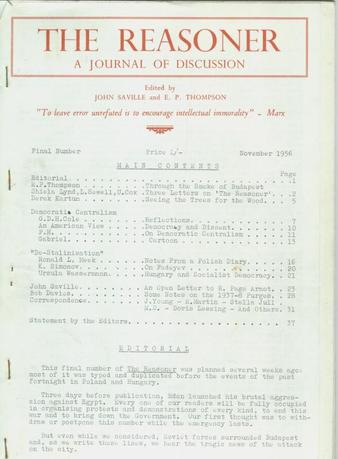 THE REASONER
A JOURNAL OF DISCUSSION
Edited by
JOHN SAVILLE and E. P. THOMPSON
"To leave error unrefuted is to encourage intellectual immorality" - Marx
Final Number Price 2/- November 1956
MAIN CONTENTS
Page
Editorial 1
E.P.Thompson Through the Smoke of Budapest
Shiela Lynd, L.Sewell, U.Cox Three Letters on 'The Reasoner' 2
Derek Kartun Seeing the Trees for the Wood. 5
Democratic Centralism
G.D.H.Cole Reflections. 7
An American View Democracy and Dissent. 10
P.H. On Democratic Centralism 11
Gabriel Cartoon 13
"De-Stalinisation"
Ronald L. Meek Notes From a Polish Diary. 16
K. Simonov. On Fadeyev 20
Ursula Wassermann. Hungary and Socialist Democracy. 21
John Saville. An Open Letter to R. Page Arnot. 23
Bob Davies. Some Notes on the 1937-8 Purges. 28
Correspondence. J.Young - H.Martin - Stella Jull
M.S. - Doris Lessing - And Others. 31
Statement by the Editors. 37
EDITORIAL
This final number of The Reasoner was planned several weeks ago:
most of it was typed and duplicated before the events of the past
fortnight in Poland and Hungary.
Three days before publication, Eden launched his brutal aggres-
sion against Egypt. Every one of our readers will be fully occupied
in organising protests and demonstrations of every kind, to end this
war and to bring down the Government. Our first thought was to with-
draw or postpone this number while the emergency lasts.
But even while we considered, Soviet forces surrounded Budapest
and, as we write these lines, we hear the tragic news of the attack
on the city.